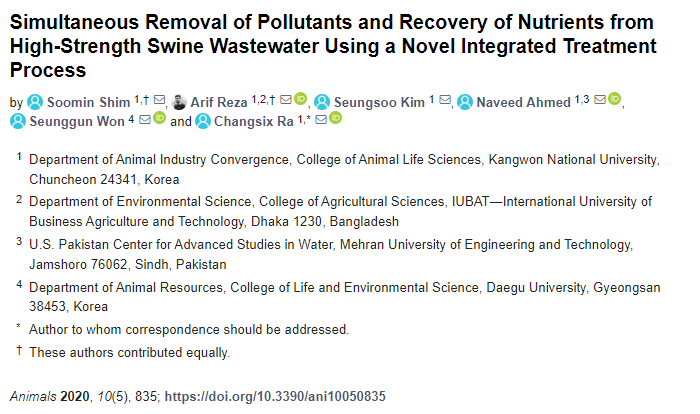 Simultaneous Removal of Pollutants and Recovery of Nutrients from
High-Strength Swine Wastewater Using a Novel Integrated Treatment
Process
by Soomin Shim 1,†, Arif Reza 1,2,† iD, Seungsoo Kim 1, Naveed Ahmed 1,3 iD,
Seunggun Won 4 iD and Changsix Ra 1,* iD
1 Department of Animal Industry Convergence, College of Animal Life Sciences, Kangwon National University,
Chuncheon 24341, Korea
2 Department of Environmental Science, College of Agricultural Sciences, IUBAT—International University of
Business Agriculture and Technology, Dhaka 1230, Bangladesh
3 U.S. Pakistan Center for Advanced Studies in Water, Mehran University of Engineering and Technology,
Jamshoro 76062, Sindh, Pakistan
4 Department of Animal Resources, College of Life and Environmental Science, Daegu University, Gyeongsan
38453, Korea
* Author to whom correspondence should be addressed.
† These authors contributed equally.
Animals 2020, 10(5), 835; https://doi.org/10.3390/ani10050835